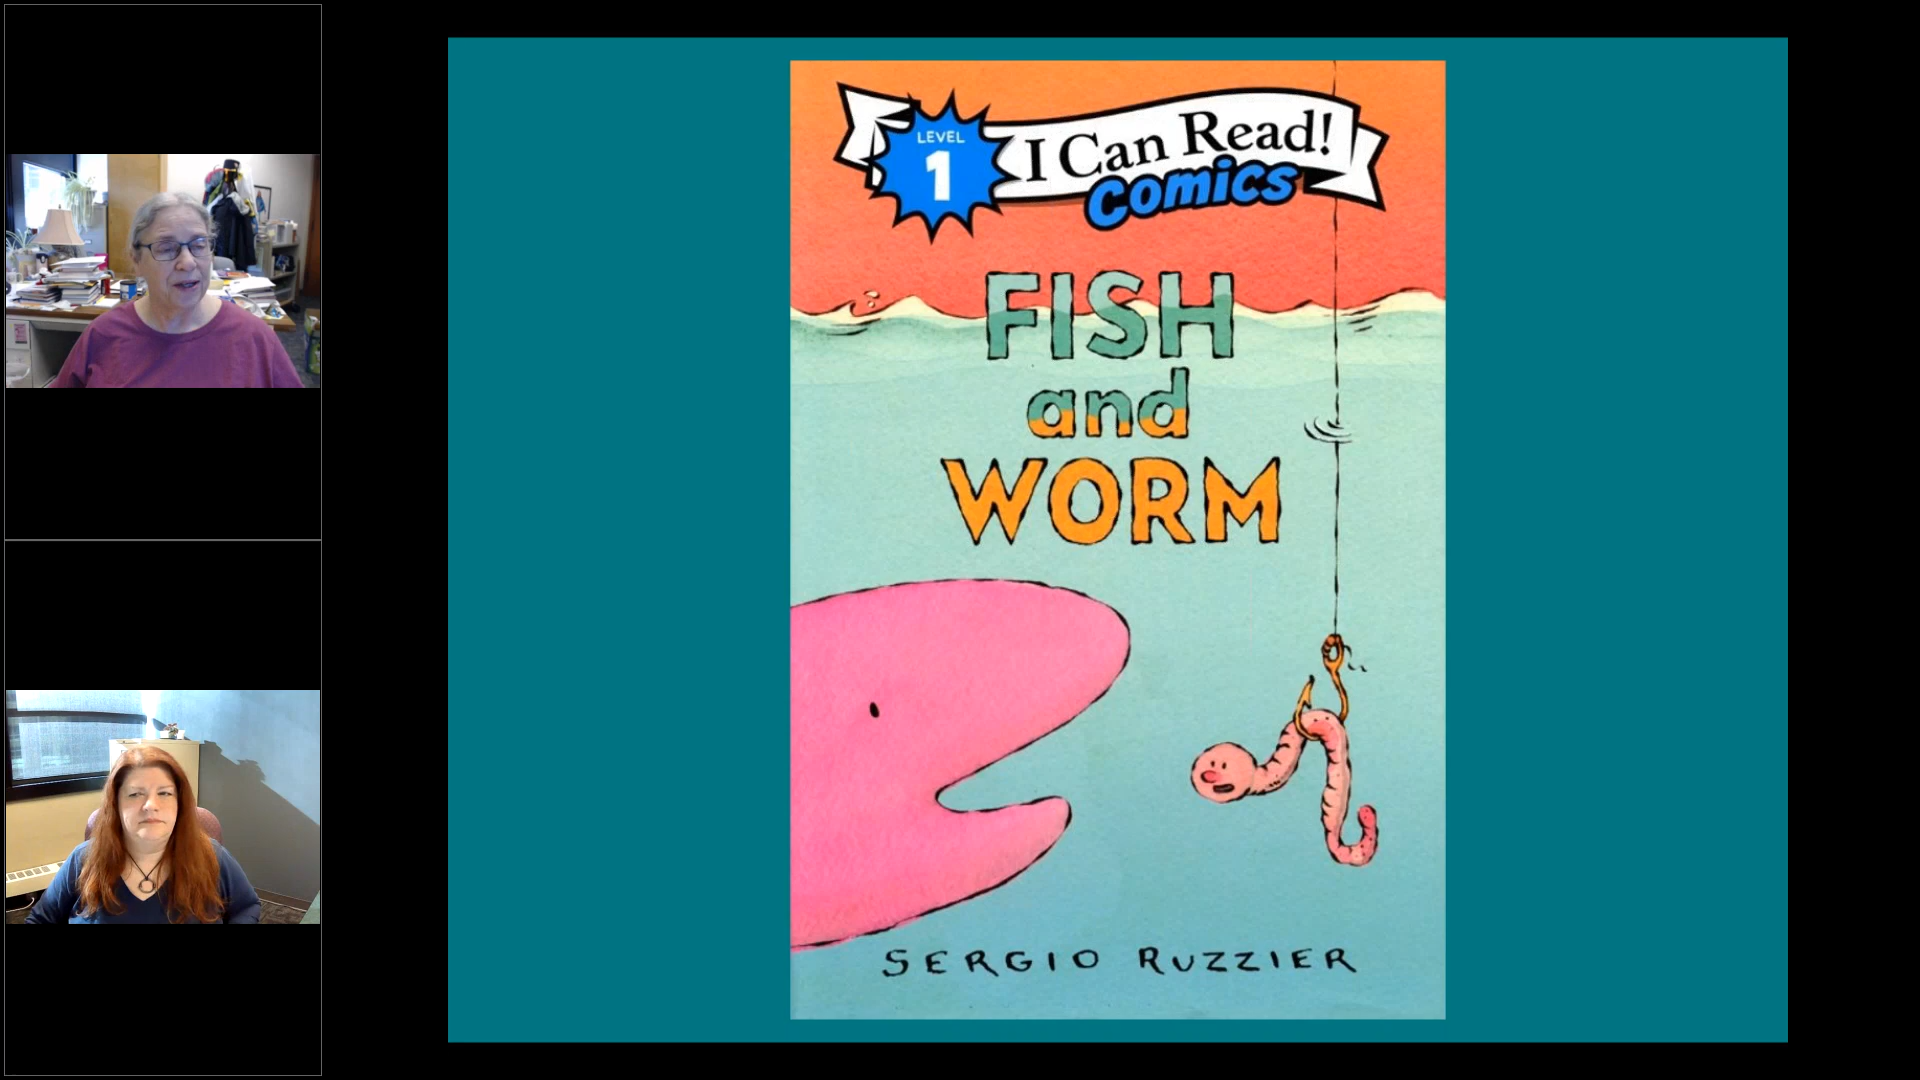 LEVEL
1
I Can Read!
Comics
FISH
and
WORM
SERGIO RUZZIER